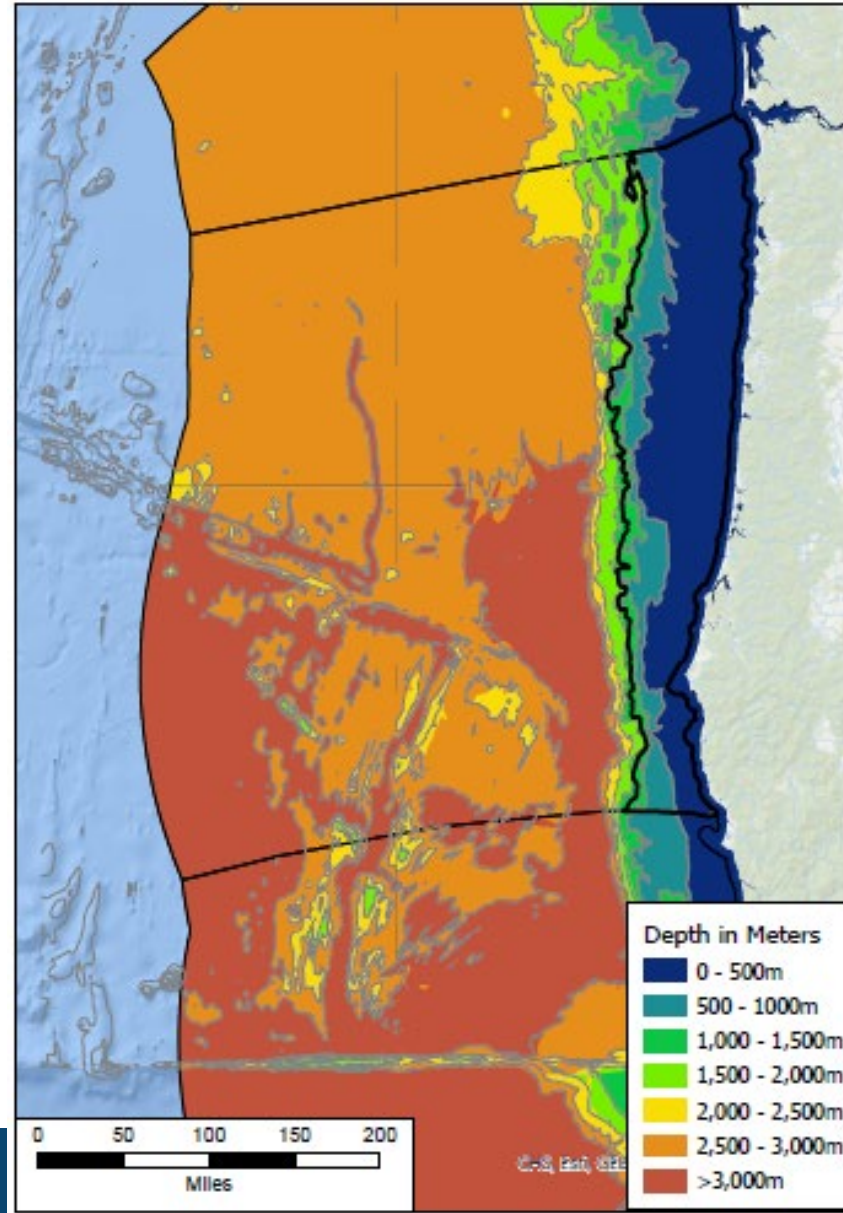 Depth in Meters
0 - 500m
500 - 1000m
1,000 - 1,500m
1,500 - 2,000m
2,000 - 2,500m
2,500 - 3,000m
>3,000m
0 50 100 150 200
Miles